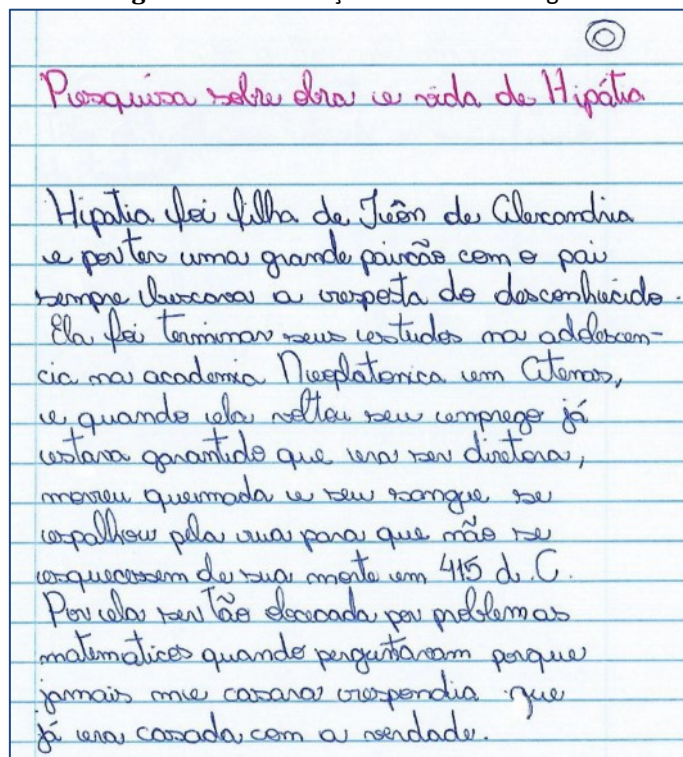 Pesquisa sobre obra e vida de Hipátia
Hipatia foi filha de Teôn de Alexandria
e por ter uma grande paixão com o pai
sempre buscava a resposta do desconhecido.
Ela foi terminar seus estudos na adolescen-
cia na academia Neoplatonica em Atenas,
e quando ela voltou seu emprego já
estava garantido que era ser diretora,
morreu queimada e seu sangue se
espalhou pela rua para que não se
esquecessem de sua morte em 415 d.C.
Por ela ser tão obcecada por problemas
matematicos quando perguntavam porque
jamais me casara respondia que
já era casada com a verdade.